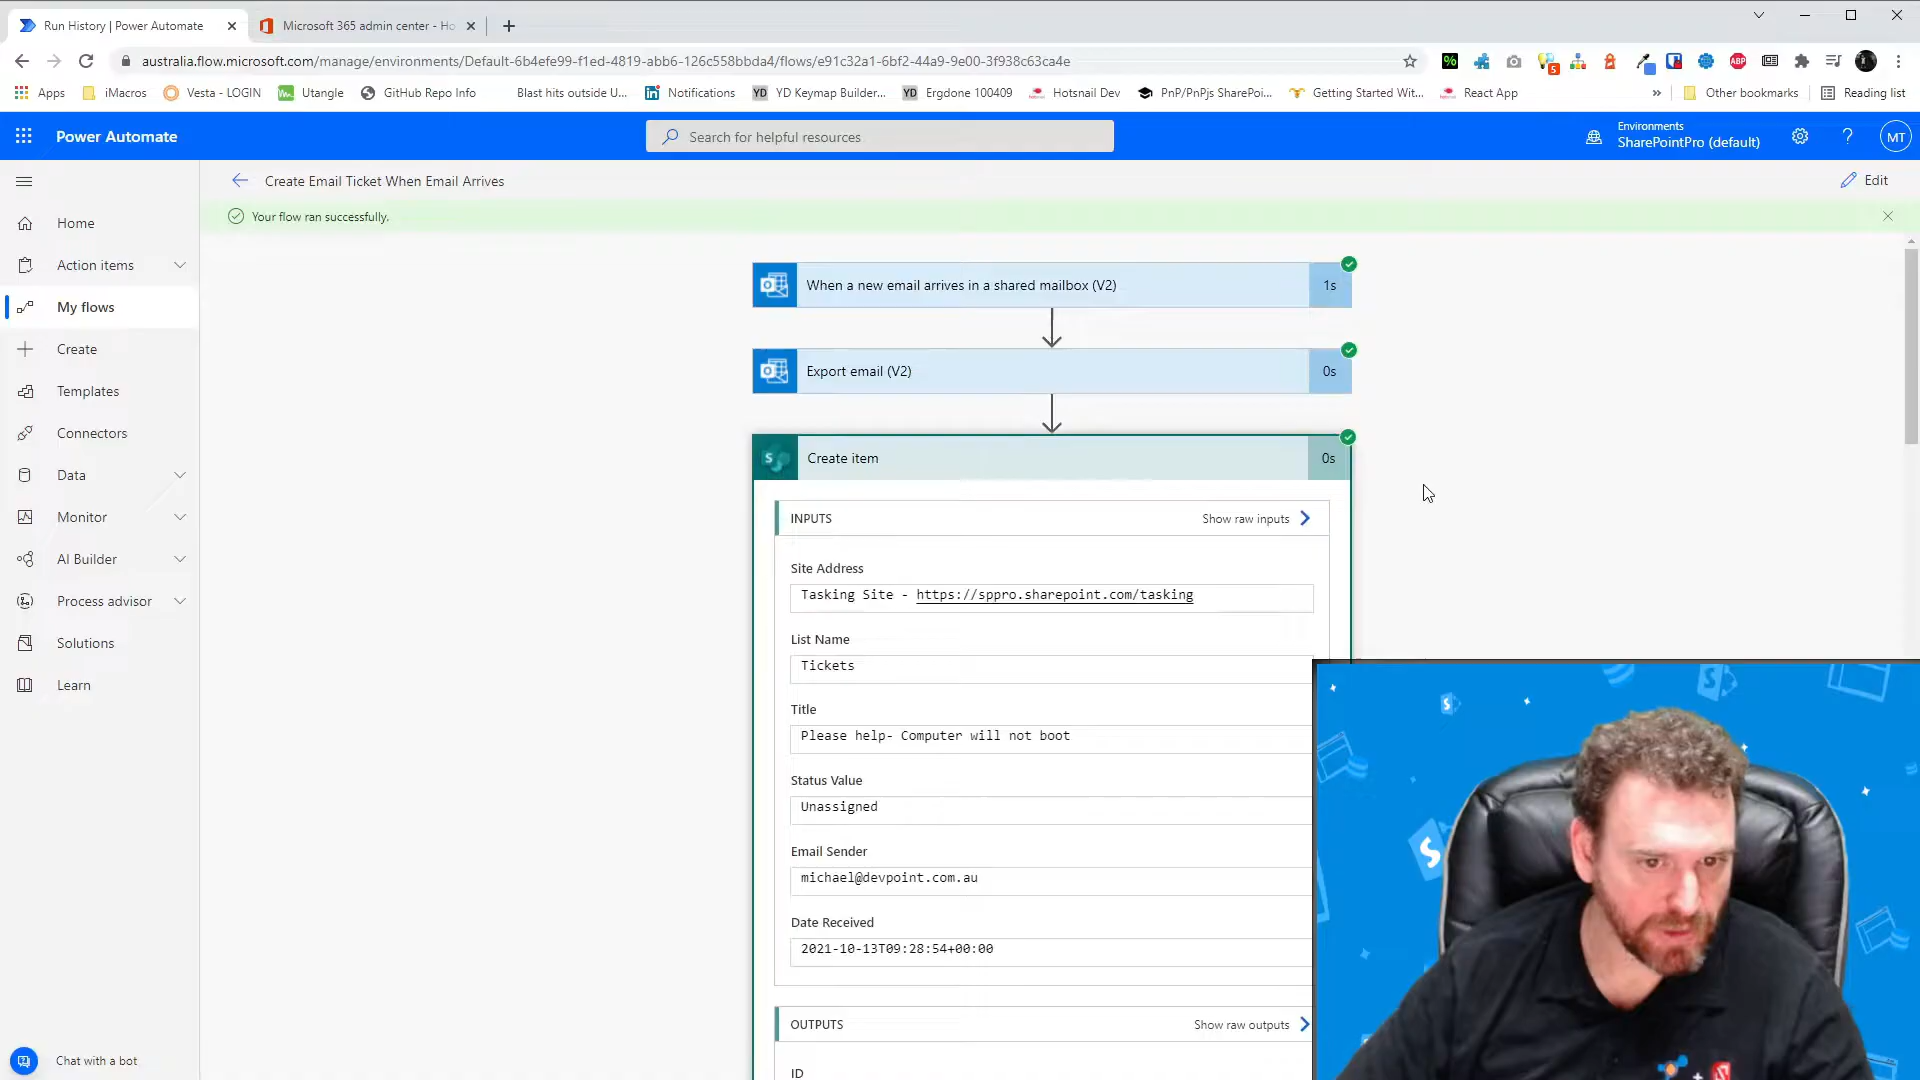 Run History | Power Automate
Microsoft 365 admin center - Ho
australia.flow.microsoft.com/manage/environments/Default-6b4efe99-f1ed-4819-abb6-126c558bbda4/flows/e91c32a1-6bf2-44a9-9e00-3f938c63ca4e
5
ABP
Apps
iMacros
Vesta - LOGIN
Utangle
GitHub Repo Info
Blast hits outside U...
Notifications
YD YD Keymap Builder...
YD Ergdone 100409
Hotsnail Dev
PnP/PnPjs SharePoi...
Getting Started Wit...
React App
»
Other bookmarks
Reading list
Power Automate
Search for helpful resources
Environments
SharePointPro (default)
?
MT
Create Email Ticket When Email Arrives
Edit
Your flow ran successfully.
Home
Action items
My flows
Create
Templates
Connectors
Data
Monitor
AI Builder
Process advisor
Solutions
Learn
Chat with a bot
When a new email arrives in a shared mailbox (V2)
1s
Export email (V2)
0s
Create item
0s
INPUTS
Show raw inputs
Site Address
Tasking Site - https://sppro.sharepoint.com/tasking
List Name
Tickets
Title
Please help- Computer will not boot
Status Value
Unassigned
Email Sender
michael@devpoint.com.au
Date Received
2021-10-13T09:28:54+00:00
OUTPUTS
Show raw outputs
ID